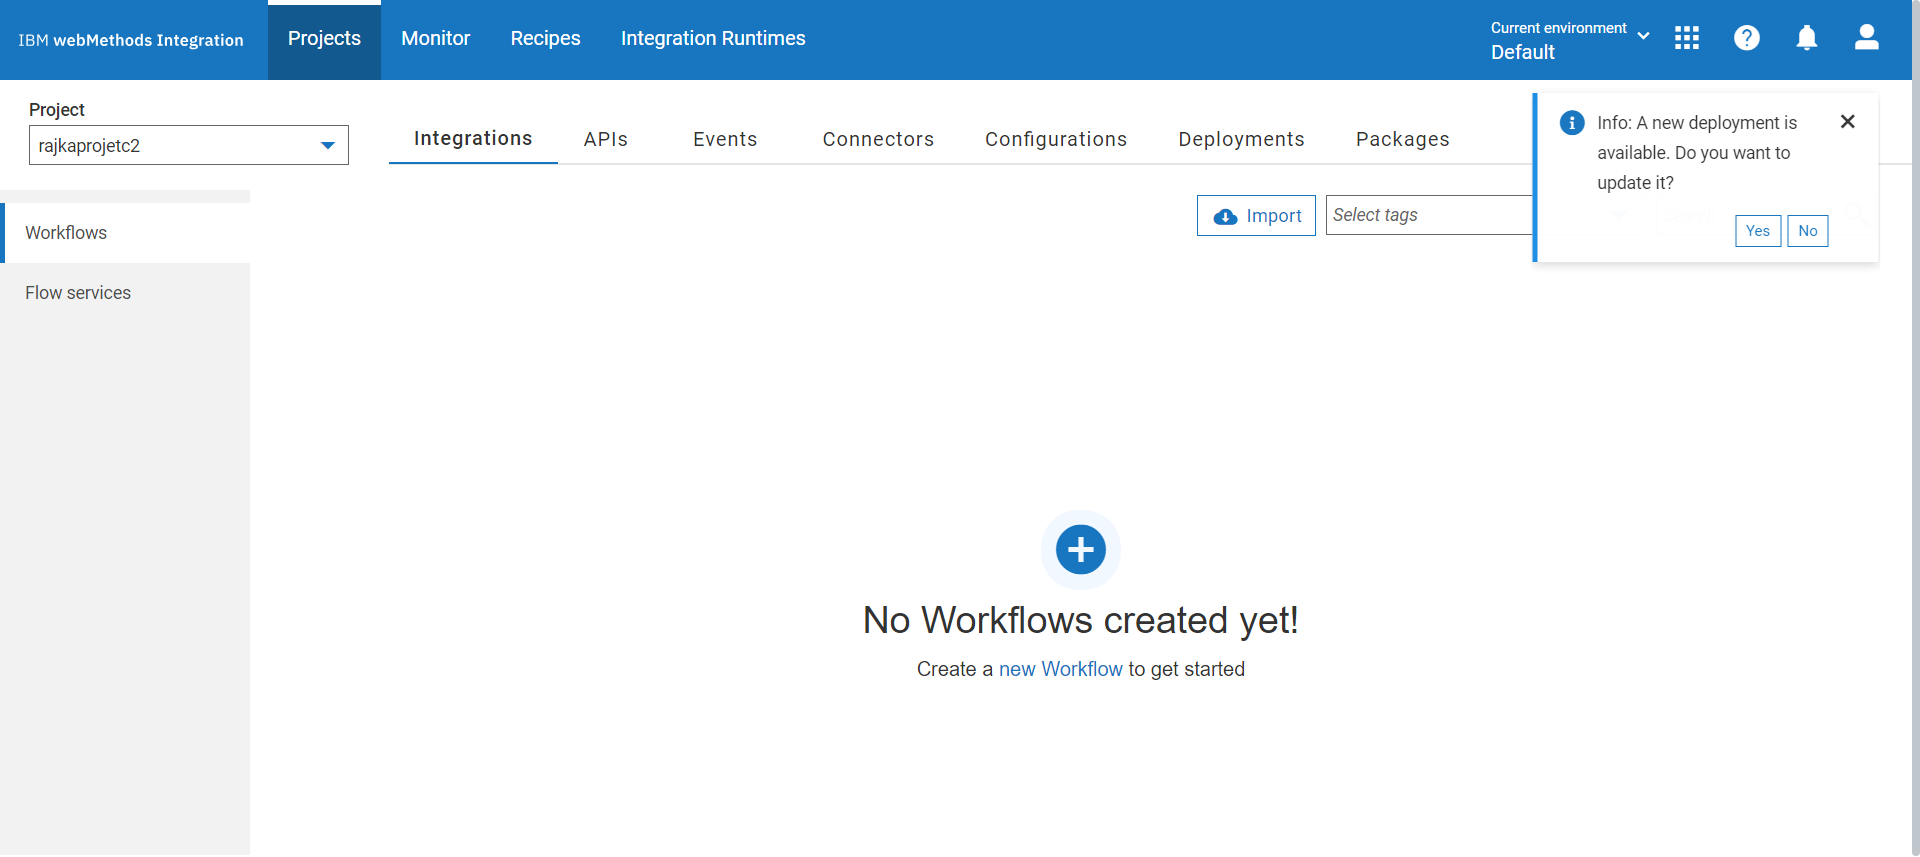 IBM webMethods Integration
Projects
Monitor
Recipes
Integration Runtimes
Current environment
Default
Project
rajkaprojetc2
Integrations
APIs
Events
Connectors
Configurations
Deployments
Packages
Info: A new deployment is
available. Do you want to
update it?
Yes
No
Import
Select tags
Workflows
Flow services
No Workflows created yet!
Create a new Workflow to get started